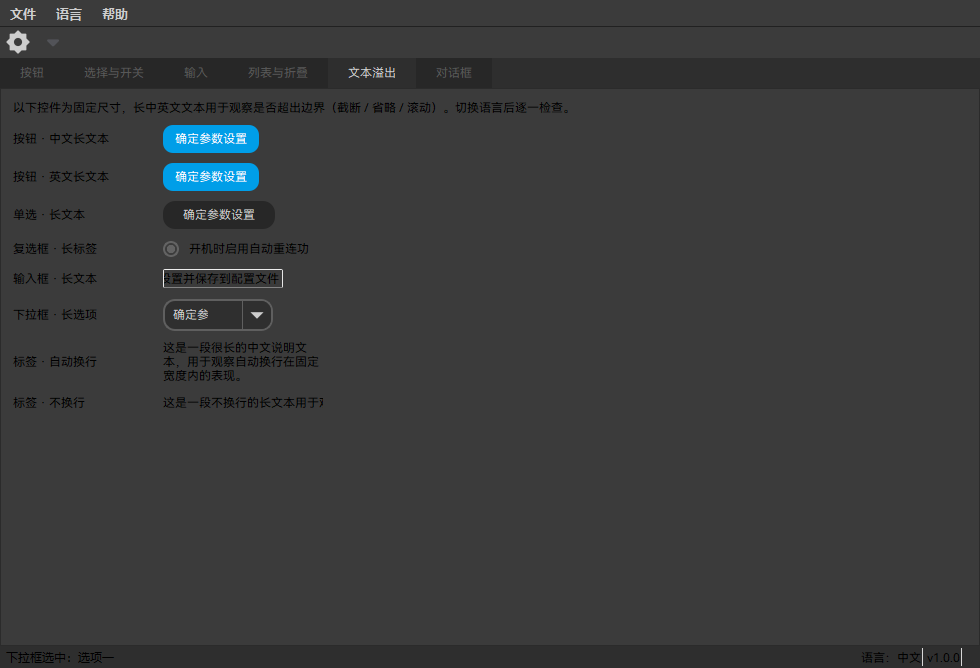 文件 语言 帮助
按钮 选择与开关 输入 列表与折叠 文本溢出 对话框
以下控件为固定尺寸，长中英文文本用于观察是否超出边界（截断 / 省略 / 滚动）。切换语言后逐一检查。
按钮 · 中文长文本 确定参数设置
按钮 · 英文长文本 确定参数设置
单选 · 长文本 确定参数设置
复选框 · 长标签 开机时启用自动重连功
输入框 · 长文本 设置并保存到配置文件
下拉框 · 长选项 确定参
标签 · 自动换行 这是一段很长的中文说明文
本，用于观察自动换行在固定
宽度内的表现。
标签 · 不换行 这是一段不换行的长文本用于
下拉框选中：选项一 语言：中文 v1.0.0